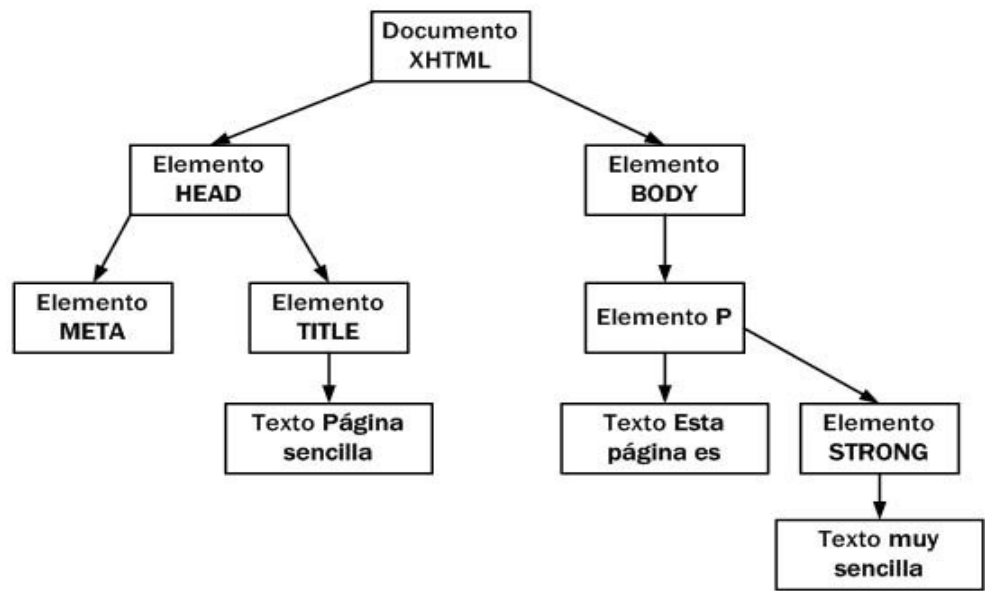 Documento
XHTML
Elemento
HEAD
Elemento
BODY
Elemento
META
Elemento
TITLE
Elemento P
Texto Página
sencilla
Texto Esta
página es
Elemento
STRONG
Texto muy
sencilla